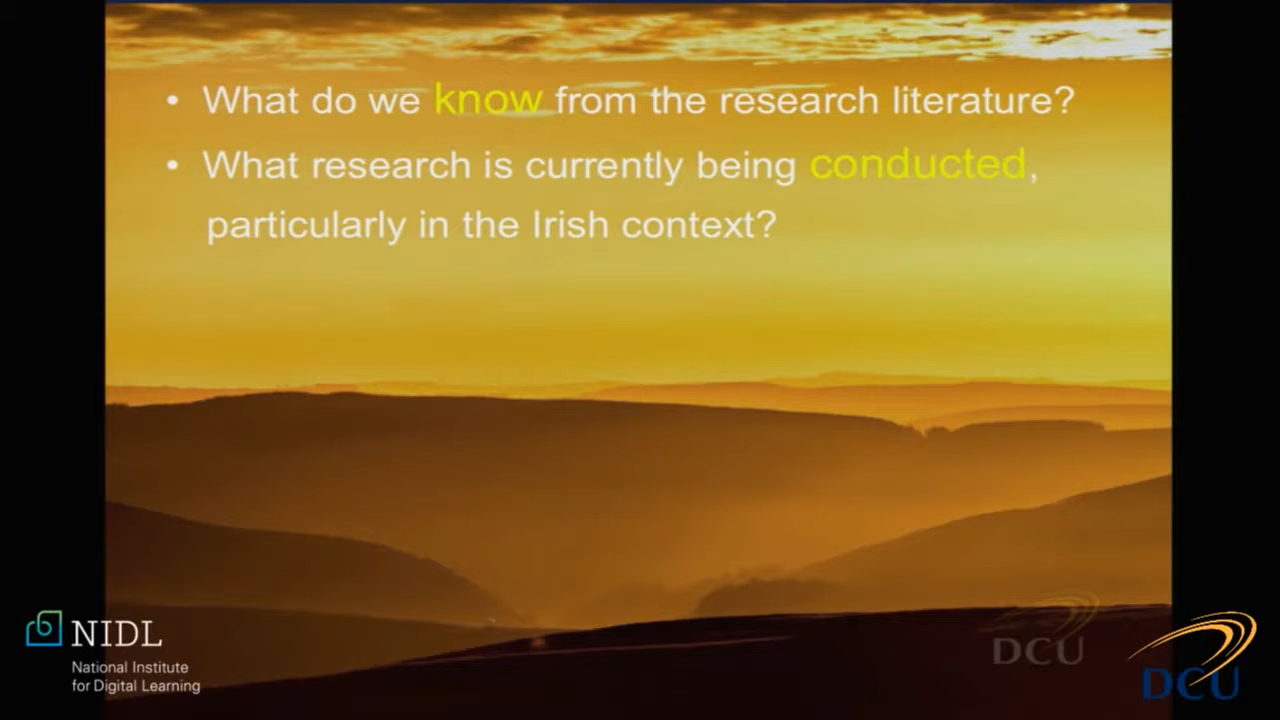 • What do we know from the research literature?
• What research is currently being conducted,
particularly in the Irish context?
NIDL
National Institute
for Digital Learning
DCU
DCU